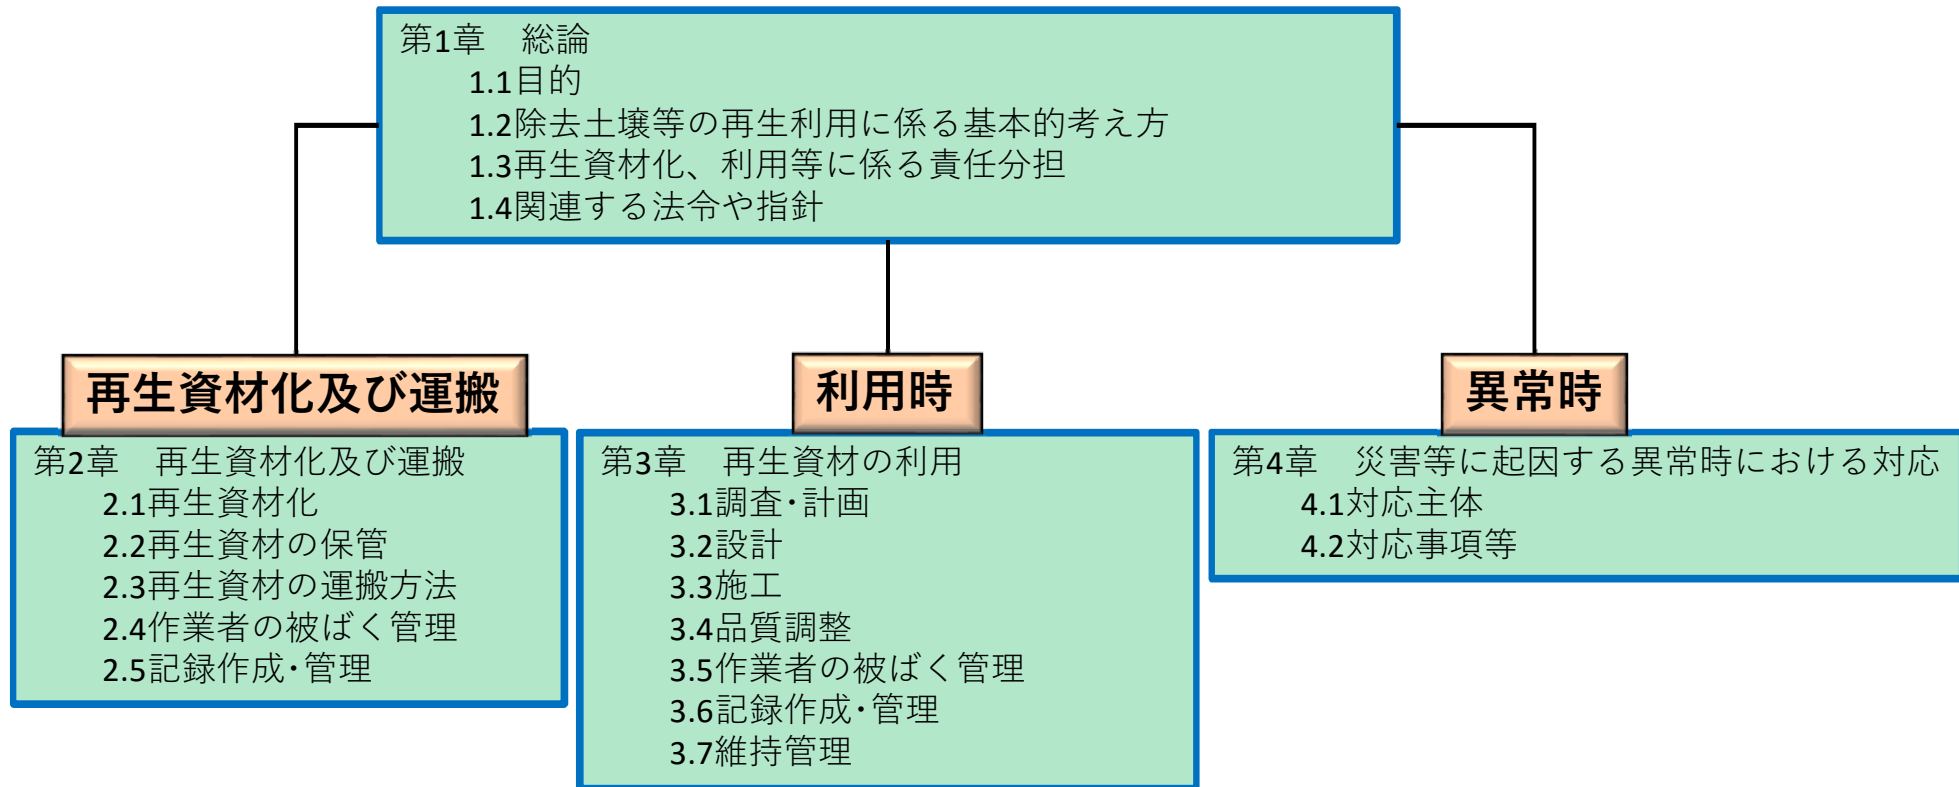 第1章　総論
1.1目的
1.2除去土壌等の再生利用に係る基本的考え方
1.3再生資材化、利用等に係る責任分担
1.4関連する法令や指針
再生資材化及び運搬
第2章　再生資材化及び運搬
2.1再生資材化
2.2再生資材の保管
2.3再生資材の運搬方法
2.4作業者の被ばく管理
2.5記録作成･管理
利用時
第3章　再生資材の利用
3.1調査･計画
3.2設計
3.3施工
3.4品質調整
3.5作業者の被ばく管理
3.6記録作成･管理
3.7維持管理
異常時
第4章　災害等に起因する異常時における対応
4.1対応主体
4.2対応事項等